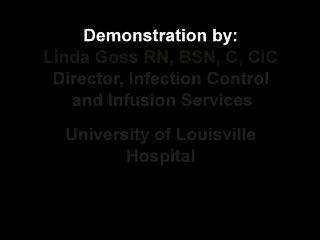 Demonstration by:
Linda Goss RN, BSN, C, CIC
Director, Infection Control
and Infusion Services
University of Louisville
Hospital